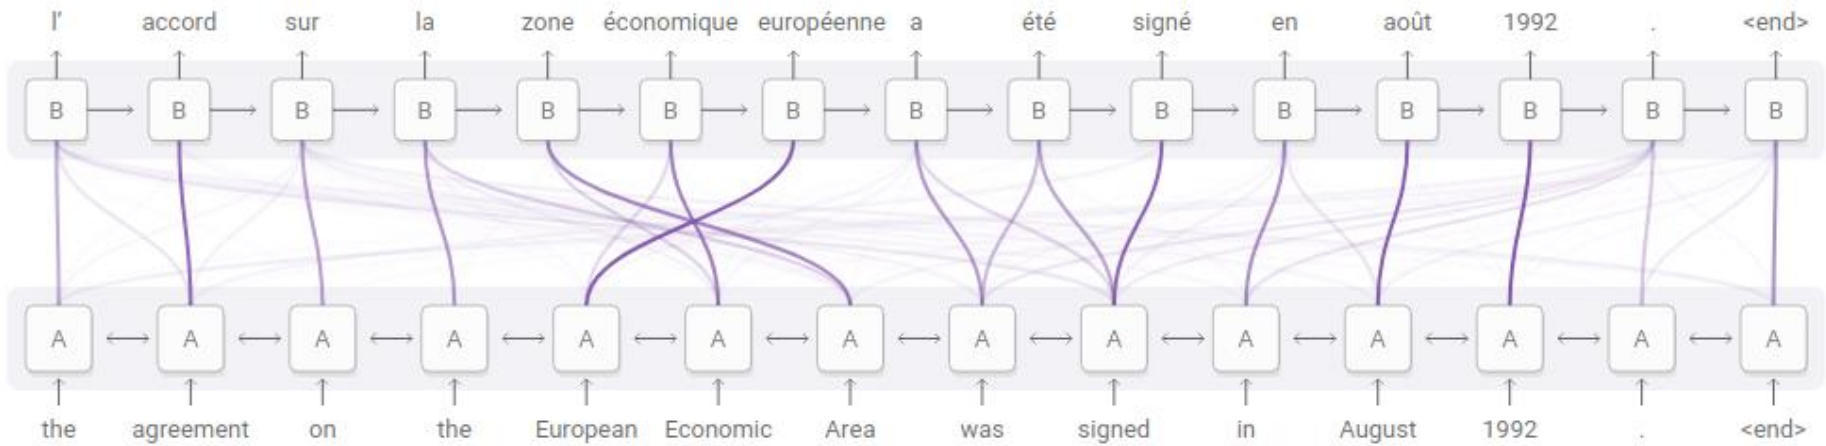 l' accord sur la zone économique européenne a été signé en août 1992 . <end>
B B B B B B B B B B B B B B B
A A A A A A A A A A A A A A
the agreement on the European Economic Area was signed in August 1992 . <end>